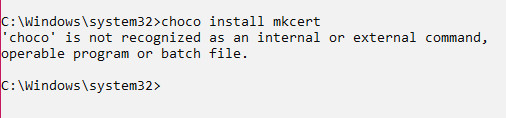 C:\Windows\system32>choco install mkcert
'choco' is not recognized as an internal or external command,
operable program or batch file.
C:\Windows\system32>